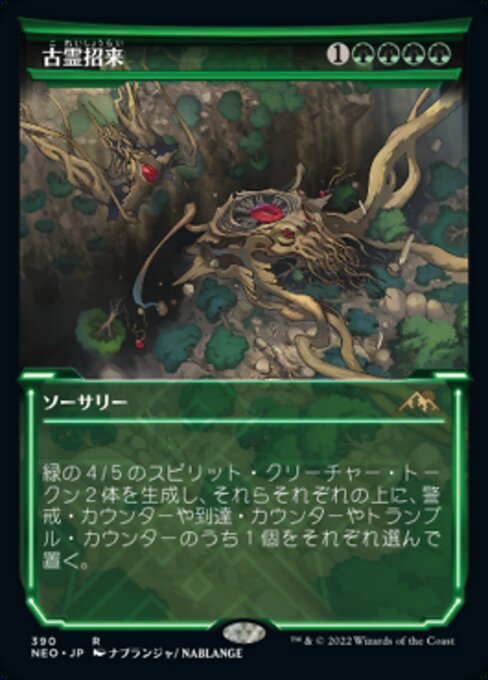 こ れいしょうらい
古霊招来
1
ソーサリー
緑の4/5のスピリット・クリーチャー・トー
クン2体を生成し、それらそれぞれの上に、警
戒・カウンターや到達・カウンターやトランプ
ル・カウンターのうち1個をそれぞれ選んで
置く。
390 R
NEO・JP ナブランジャ/ NABLANGE
™ & © 2022 Wizards of the Coast